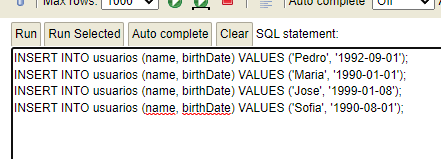 Max rows: 1000 Auto complete Off
Run Run Selected Auto complete Clear SQL statement:
INSERT INTO usuarios (name, birthDate) VALUES ('Pedro', '1992-09-01');
INSERT INTO usuarios (name, birthDate) VALUES ('Maria', '1990-01-01');
INSERT INTO usuarios (name, birthDate) VALUES ('Jose', '1999-01-08');
INSERT INTO usuarios (name, birthDate) VALUES ('Sofia', '1990-08-01');